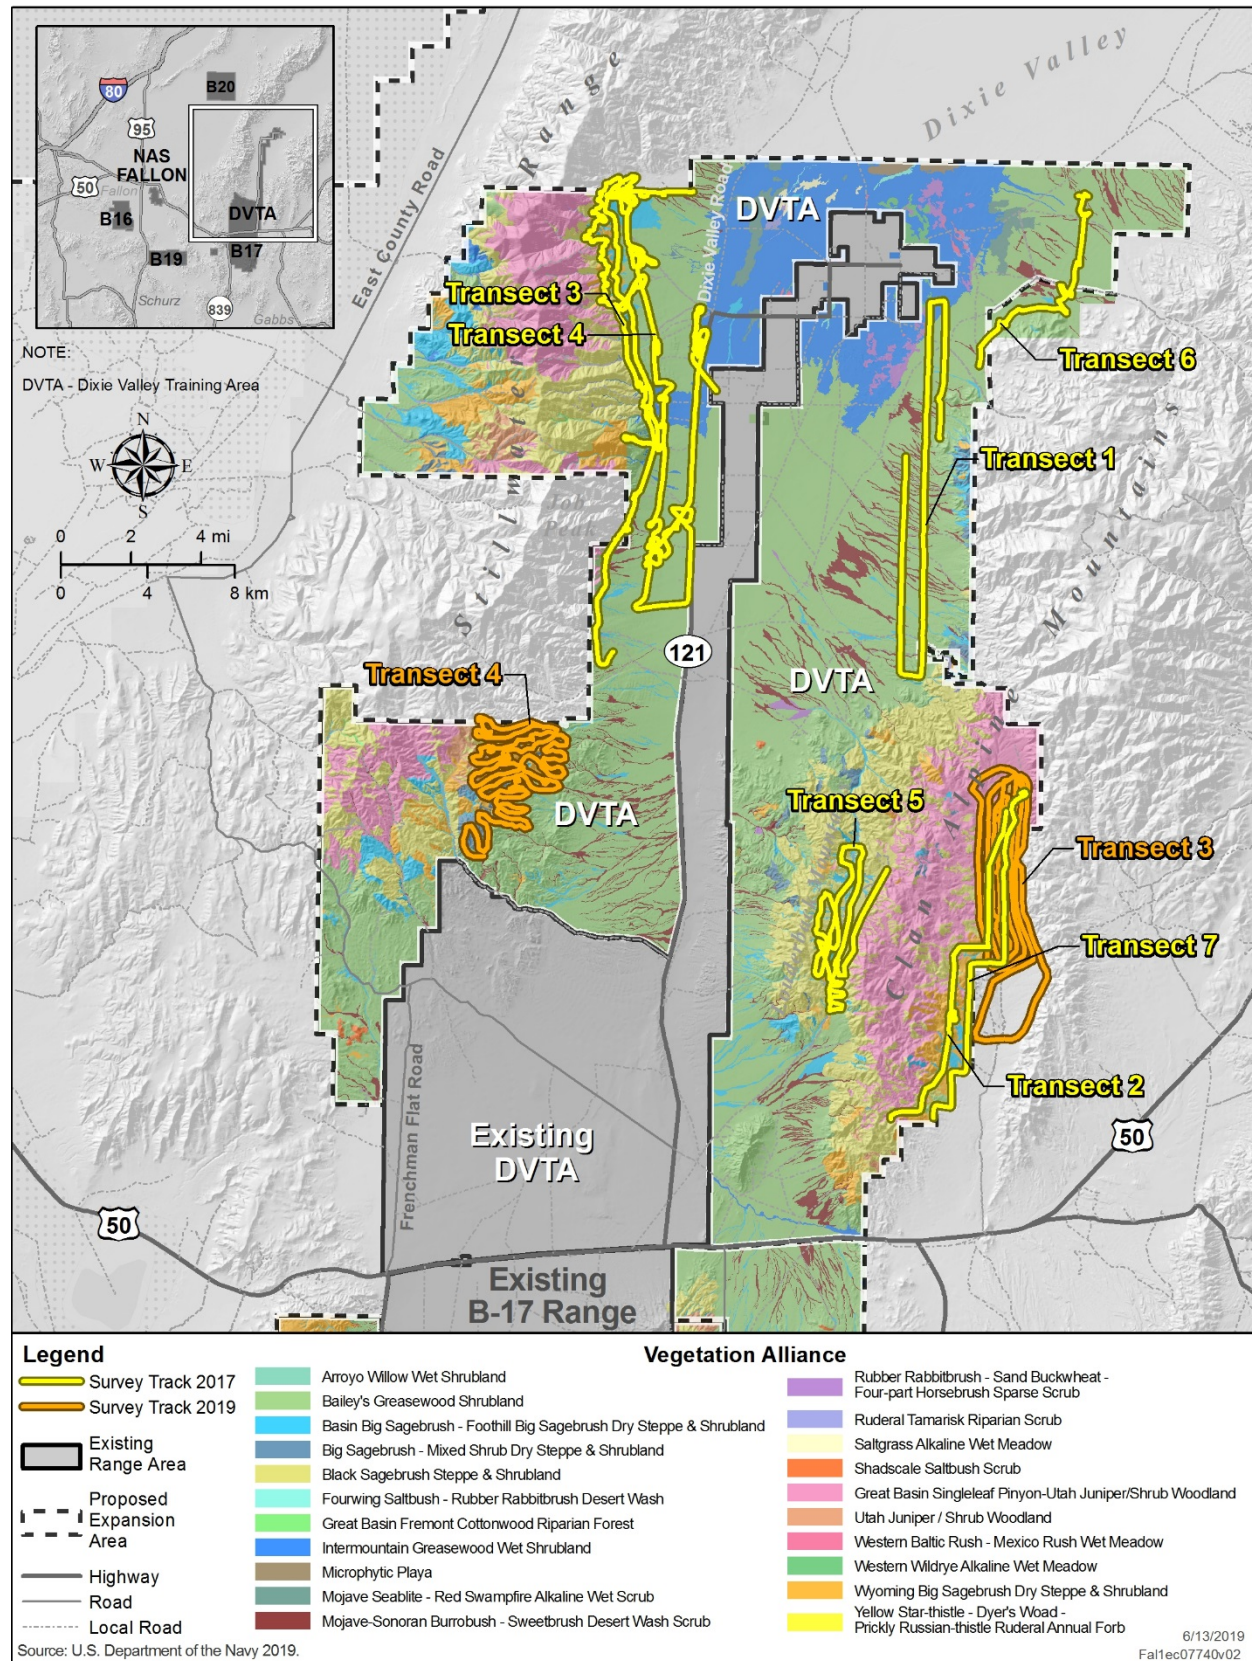 80
B20
95
NAS
FALLON
50
Fallon
B16
DVTA
B19
B17
Schurz
839
Gabbs
NOTE:
DVTA - Dixie Valley Training Area
N
W
E
S
0 2 4 mi
0 4 8 km
East County Road
Range
Dixie Valley
Dixie Valley Road
DVTA
Transect 3
Transect 4
Transect 6
Transect 1
Stillwater
Mountains
121
DVTA
Transect 4
DVTA
Transect 5
Clan Alpine
Transect 3
Transect 7
Transect 2
Frenchman Flat Road
Existing
DVTA
50
50
Existing
B-17 Range
Legend
Survey Track 2017
Survey Track 2019
Existing
Range Area
Proposed
Expansion
Area
Highway
Road
Local Road
Vegetation Alliance
Arroyo Willow Wet Shrubland
Bailey's Greasewood Shrubland
Basin Big Sagebrush - Foothill Big Sagebrush Dry Steppe & Shrubland
Big Sagebrush - Mixed Shrub Dry Steppe & Shrubland
Black Sagebrush Steppe & Shrubland
Fourwing Saltbush - Rubber Rabbitbrush Desert Wash
Great Basin Fremont Cottonwood Riparian Forest
Intermountain Greasewood Wet Shrubland
Microphytic Playa
Mojave Seablite - Red Swampfire Alkaline Wet Scrub
Mojave-Sonoran Burrobush - Sweetbrush Desert Wash Scrub
Rubber Rabbitbrush - Sand Buckwheat -
Four-part Horsebrush Sparse Scrub
Ruderal Tamarisk Riparian Scrub
Saltgrass Alkaline Wet Meadow
Shadscale Saltbush Scrub
Great Basin Singleleaf Pinyon-Utah Juniper/Shrub Woodland
Utah Juniper / Shrub Woodland
Western Baltic Rush - Mexico Rush Wet Meadow
Western Wildrye Alkaline Wet Meadow
Wyoming Big Sagebrush Dry Steppe & Shrubland
Yellow Star-thistle - Dyer's Woad -
Prickly Russian-thistle Ruderal Annual Forb
Source: U.S. Department of the Navy 2019.
6/13/2019
Fal1ec07740v02